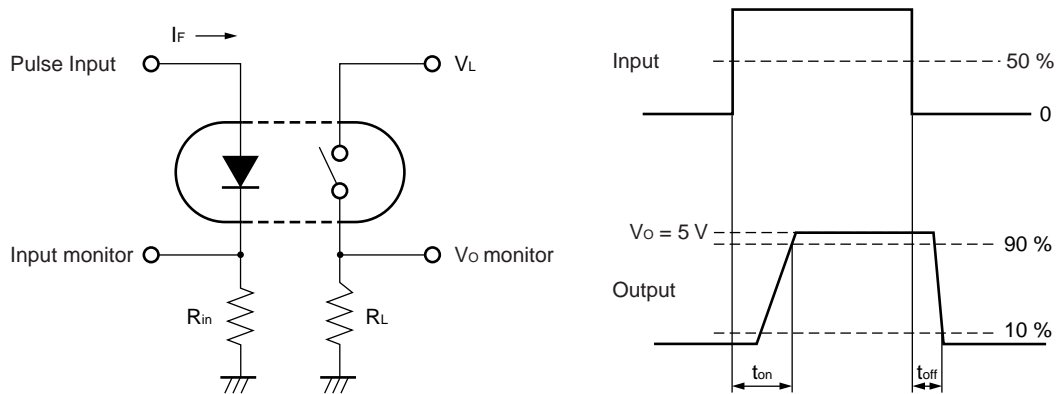 IF
Pulse Input
VL
Input monitor
VO monitor
Rin
RL
Input
50 %
0
VO = 5 V
90 %
Output
10 %
ton
toff